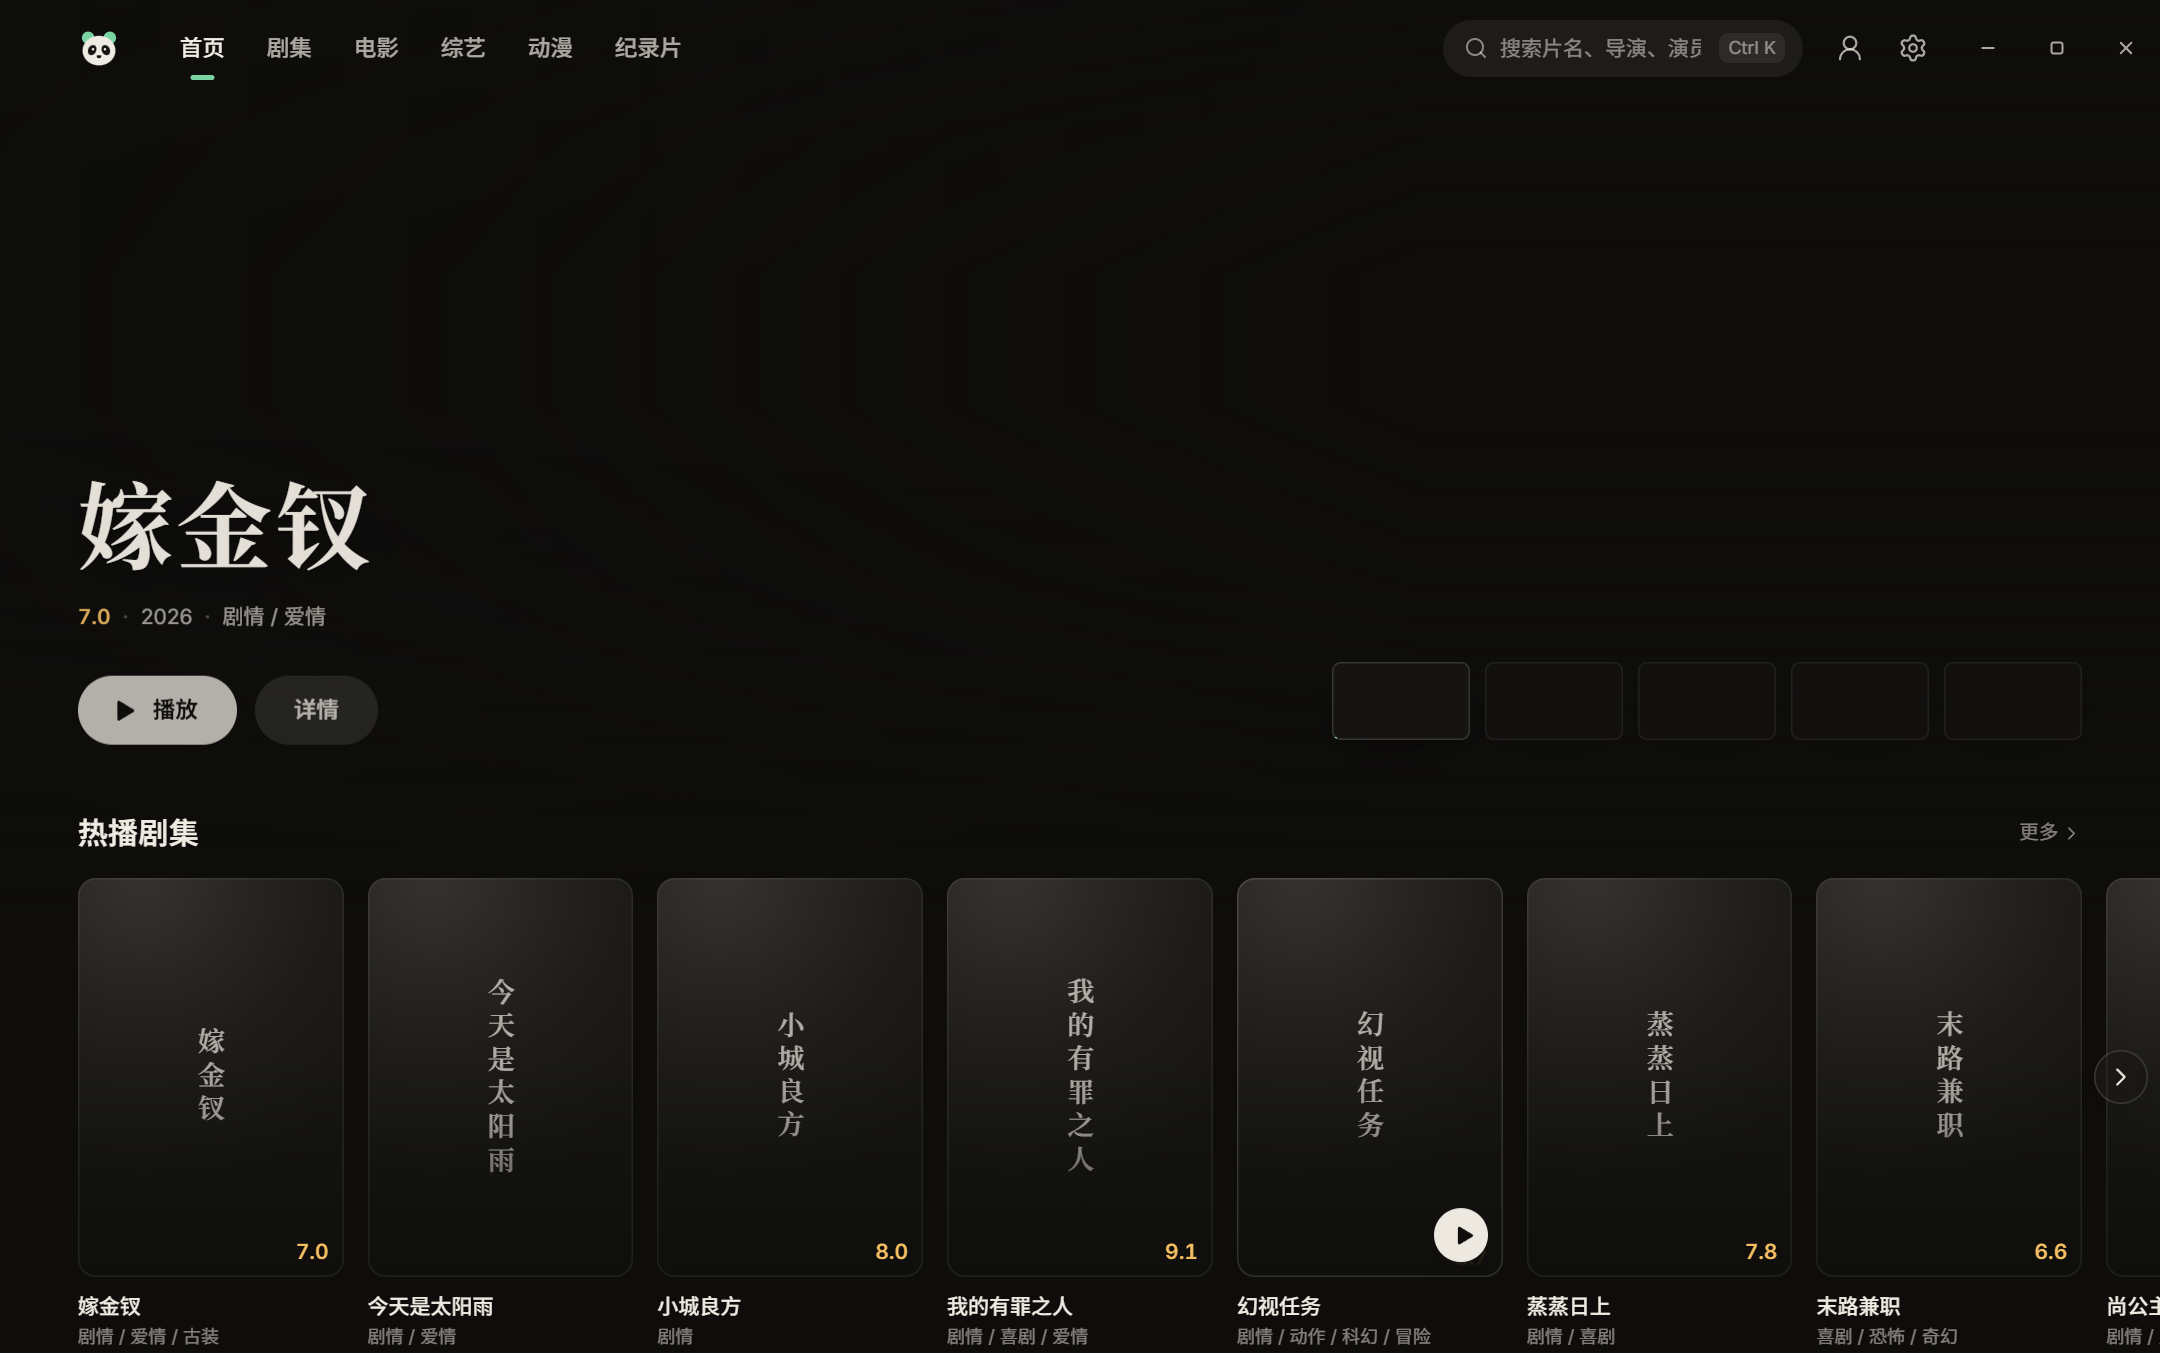 首页 剧集 电影 综艺 动漫 纪录片 搜索片名、导演、演员 Ctrl K
嫁金钗
7.0 · 2026 · 剧情 / 爱情
播放 详情
热播剧集 更多
嫁金钗
今天是太阳雨
小城良方
我的有罪之人
幻视任务
蒸蒸日上
末路兼职
7.0 8.0 9.1 7.8 6.6
嫁金钗 今天是太阳雨 小城良方 我的有罪之人 幻视任务 蒸蒸日上 末路兼职 尚公主
剧情 / 爱情 / 古装 剧情 / 爱情 剧情 剧情 / 喜剧 / 爱情 剧情 / 动作 / 科幻 / 冒险 剧情 / 喜剧 喜剧 / 恐怖 / 奇幻 剧情 /